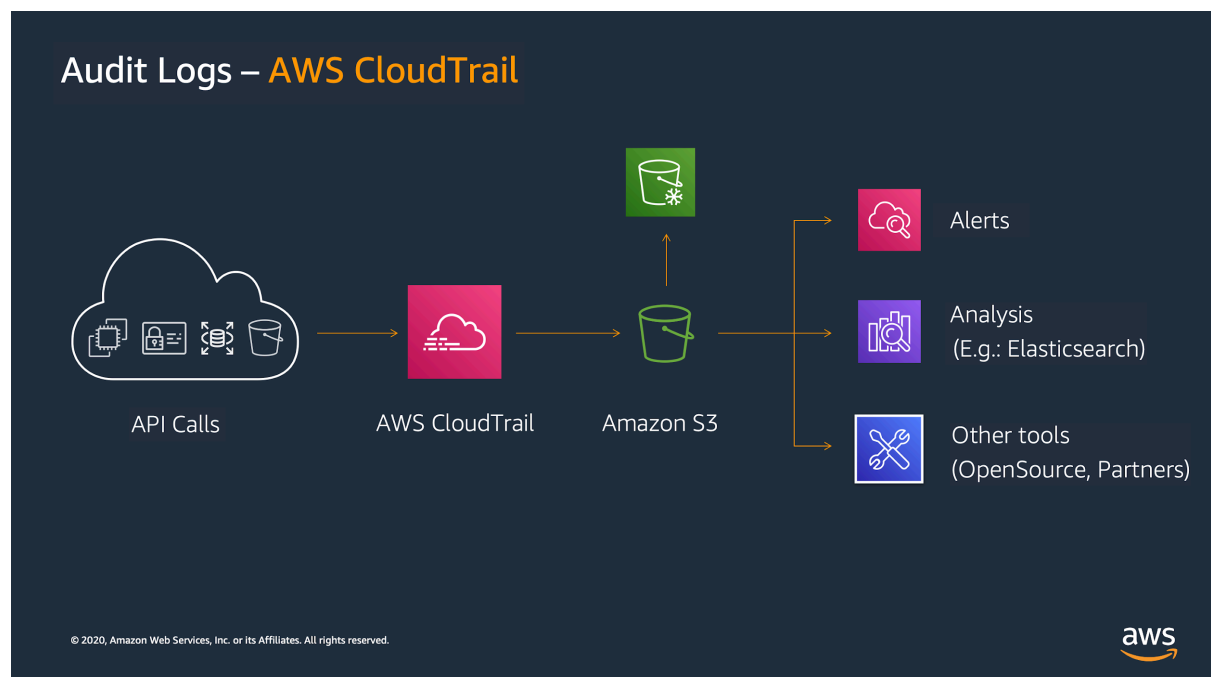 Audit Logs – AWS CloudTrail
API Calls
AWS CloudTrail
Amazon S3
Alerts
Analysis
(E.g.: Elasticsearch)
Other tools
(OpenSource, Partners)
© 2020, Amazon Web Services, Inc. or its Affiliates. All rights reserved.
aws